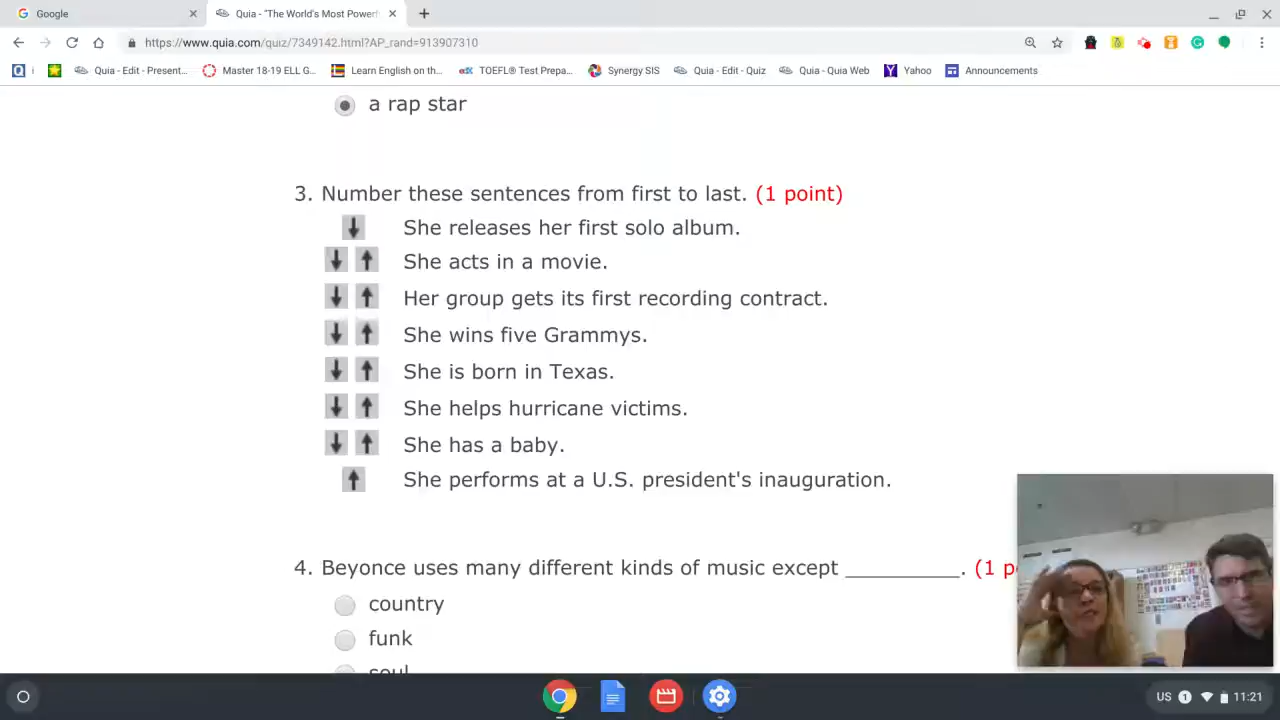 Google
Quia - "The World's Most Powerf
https://www.quia.com/quiz/7349142.html?AP_rand=913907310
i
Quia - Edit - Present...
Master 18-19 ELL G...
Learn English on th...
TOEFL® Test Prepa...
Synergy SIS
Quia - Edit - Quiz
Quia - Quia Web
Yahoo
Announcements
a rap star
3. Number these sentences from first to last. (1 point)
She releases her first solo album.
She acts in a movie.
Her group gets its first recording contract.
She wins five Grammys.
She is born in Texas.
She helps hurricane victims.
She has a baby.
She performs at a U.S. president's inauguration.
4. Beyonce uses many different kinds of music except __________. (1 p
country
funk
soul
US 1 11:21